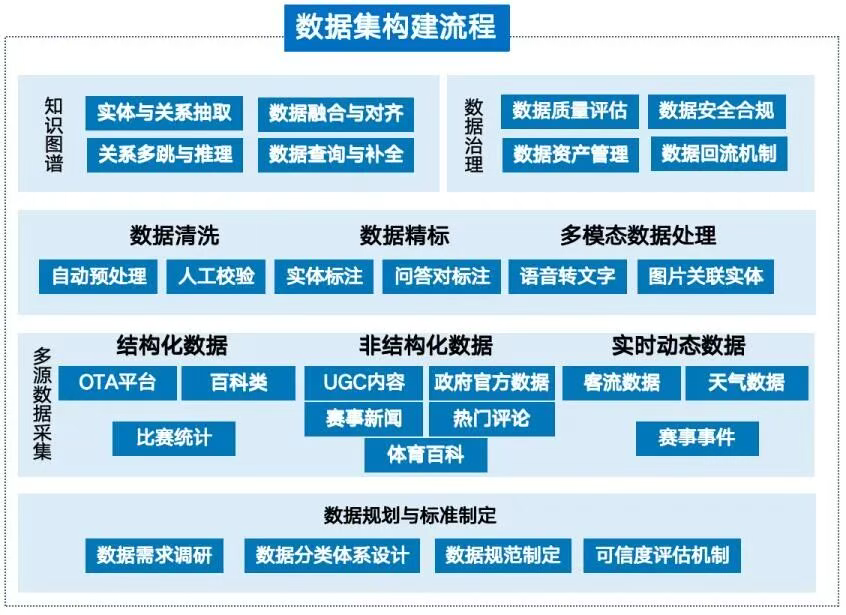 数据集构建流程
知识图谱
实体与关系抽取
数据融合与对齐
关系多跳与推理
数据查询与补全
数据治理
数据质量评估
数据安全合规
数据资产管理
数据回流机制
数据清洗
数据精标
多模态数据处理
自动预处理
人工校验
实体标注
问答对标注
语音转文字
图片关联实体
多源数据采集
结构化数据
OTA平台
百科类
比赛统计
非结构化数据
UGC内容
政府官方数据
赛事新闻
热门评论
体育百科
实时动态数据
客流数据
天气数据
赛事事件
数据规划与标准制定
数据需求调研
数据分类体系设计
数据规范制定
可信度评估机制